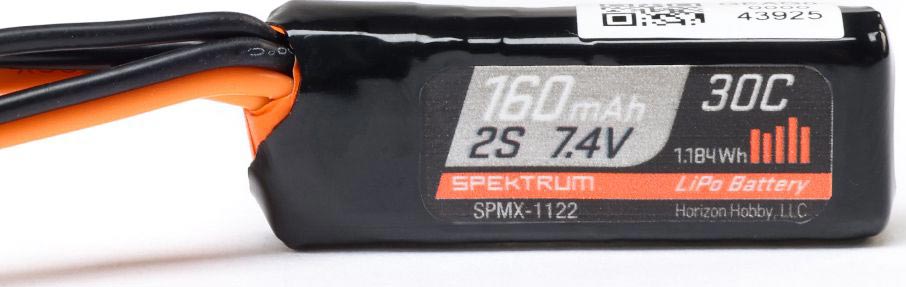 43925
160mAh
30C
2S 7.4V
1.184Wh
SPEKTRUM
LiPo Battery
SPMX-1122
Horizon Hobby, LLC